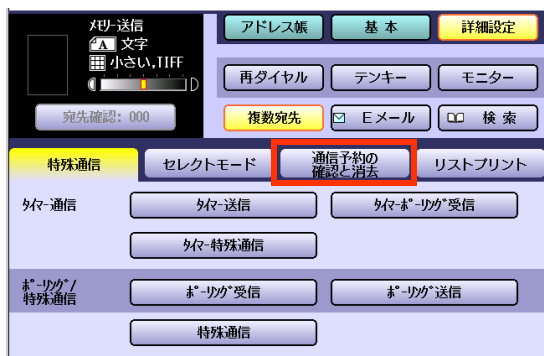 ﾒﾓﾘｰ送信
A 文字
小さい,TIFF
D
宛先確認: 000
アドレス帳
基 本
詳細設定
再ダイヤル
テンキー
モニター
複数宛先
Eメール
検 索
特殊通信
セレクトモード
通信予約の
確認と消去
リストプリント
ﾀｲﾏｰ通信
ﾀｲﾏｰ送信
ﾀｲﾏｰﾎﾟｰﾘﾝｸﾞ受信
ﾀｲﾏｰ特殊通信
ﾎﾟｰﾘﾝｸﾞ/
特殊通信
ﾎﾟｰﾘﾝｸﾞ受信
ﾎﾟｰﾘﾝｸﾞ送信
特殊通信